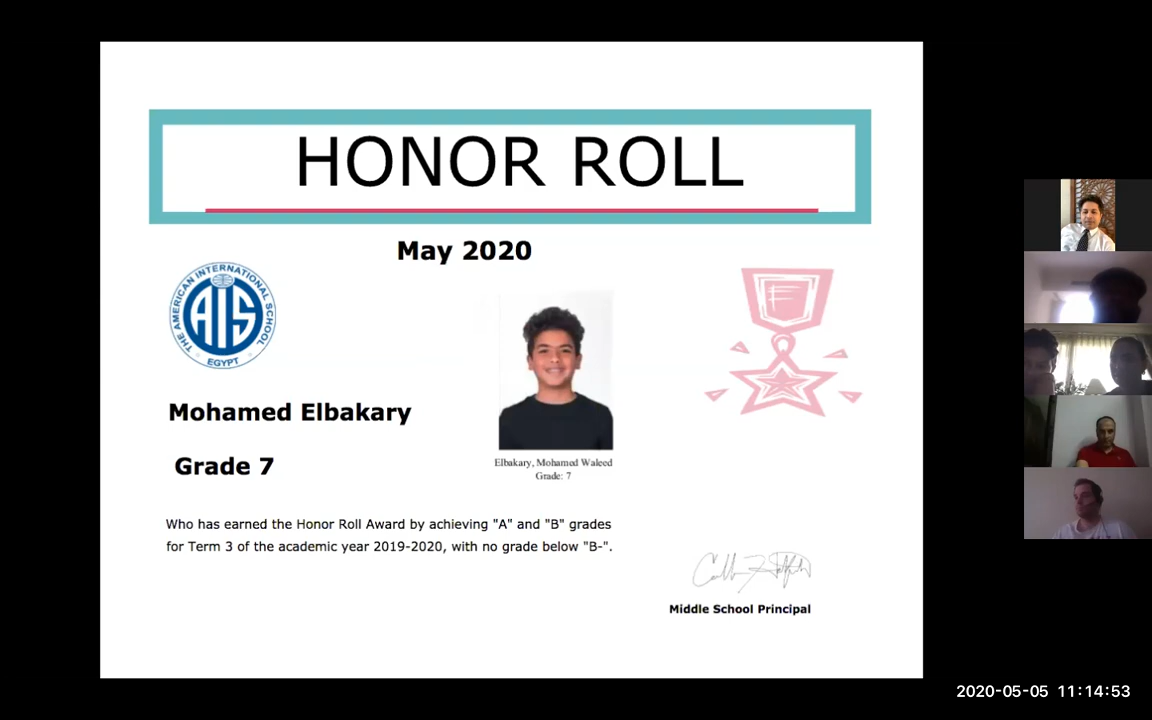 HONOR ROLL
May 2020
THE AMERICAN INTERNATIONAL SCHOOL
AIS
EGYPT
Mohamed Elbakary
Grade 7
Elbakary, Mohamed Waleed
Grade: 7
Who has earned the Honor Roll Award by achieving "A" and "B" grades
for Term 3 of the academic year 2019-2020, with no grade below "B-".
Middle School Principal
2020-05-05 11:14:53